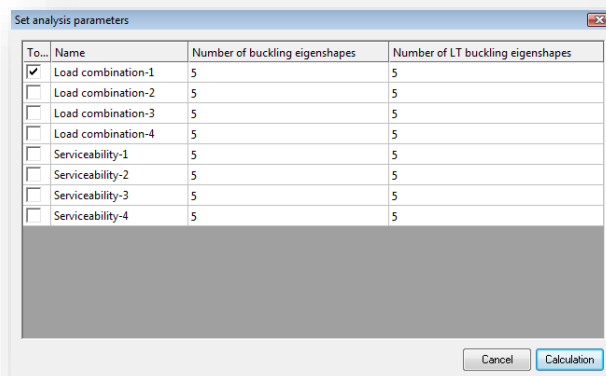 Set analysis parameters
To... Name Number of buckling eigenshapes Number of LT buckling eigenshapes
Load combination-1 5 5
Load combination-2 5 5
Load combination-3 5 5
Load combination-4 5 5
Serviceability-1 5 5
Serviceability-2 5 5
Serviceability-3 5 5
Serviceability-4 5 5
Cancel Calculation